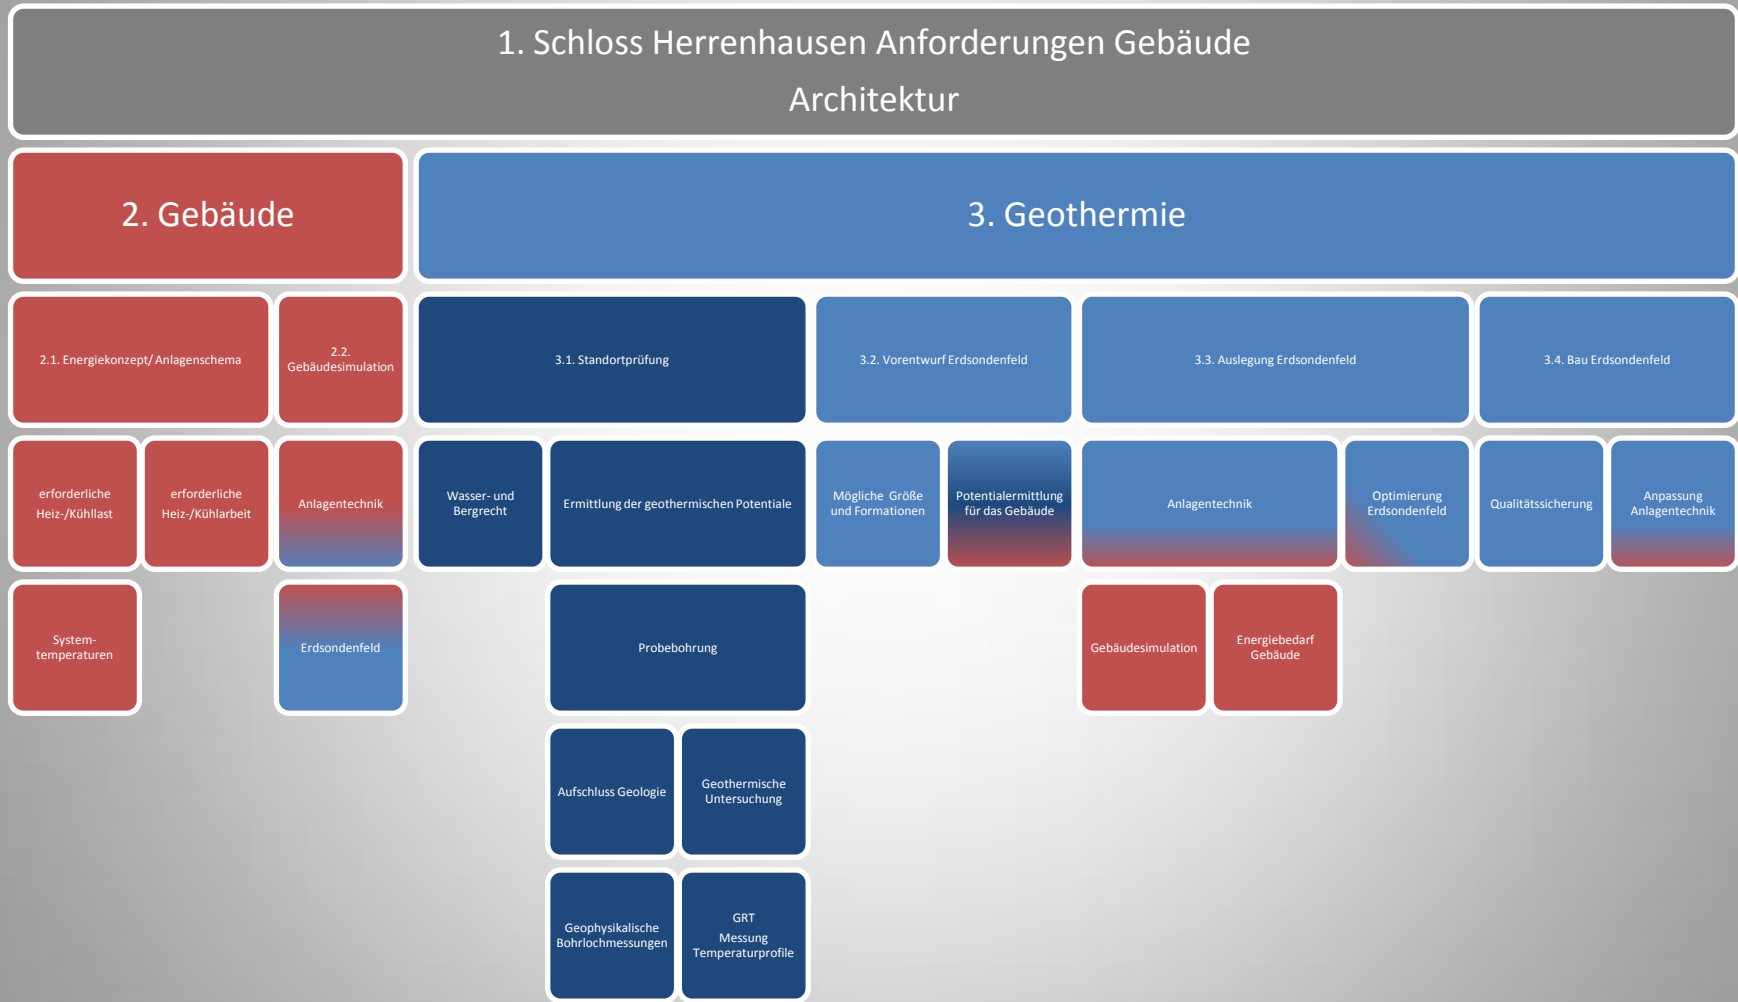 1. Schloss Herrenhausen Anforderungen Gebäude
Architektur
2. Gebäude
3. Geothermie
2.1. Energiekonzept/ Anlagenschema
2.2.
Gebäudesimulation
3.1. Standortprüfung
3.2. Vorentwurf Erdsondenfeld
3.3. Auslegung Erdsondenfeld
3.4. Bau Erdsondenfeld
erforderliche
Heiz-/Kühllast
erforderliche
Heiz-/Kühlarbeit
Anlagentechnik
Wasser- und
Bergrecht
Ermittlung der geothermischen Potentiale
Mögliche Größe
und Formationen
Potentialermittlung
für das Gebäude
Anlagentechnik
Optimierung
Erdsondenfeld
Qualitätssicherung
Anpassung
Anlagentechnik
System-
temperaturen
Erdsondenfeld
Probebohrung
Gebäudesimulation
Energiebedarf
Gebäude
Aufschluss Geologie
Geothermische
Untersuchung
Geophysikalische
Bohrlochmessungen
GRT
Messung
Temperaturprofile